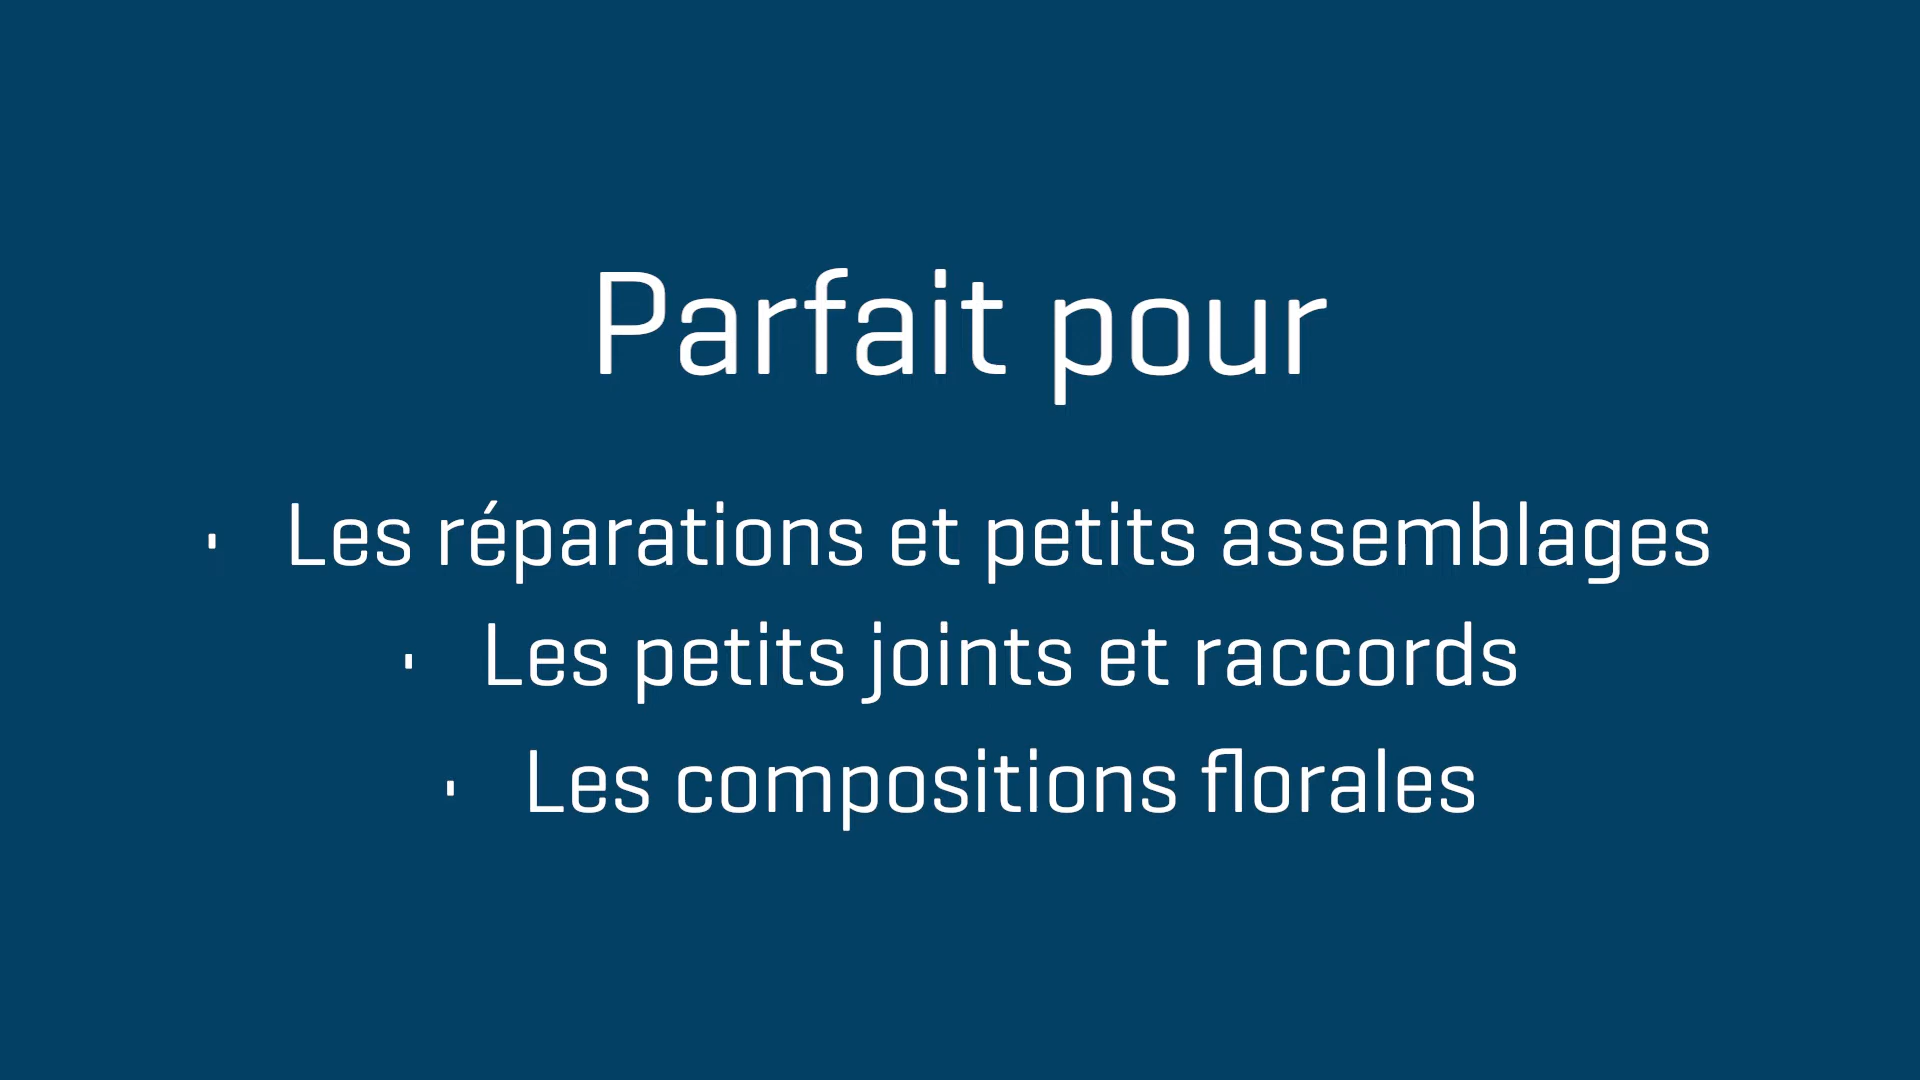 Parfait pour
· Les réparations et petits assemblages
· Les petits joints et raccords
· Les compositions florales